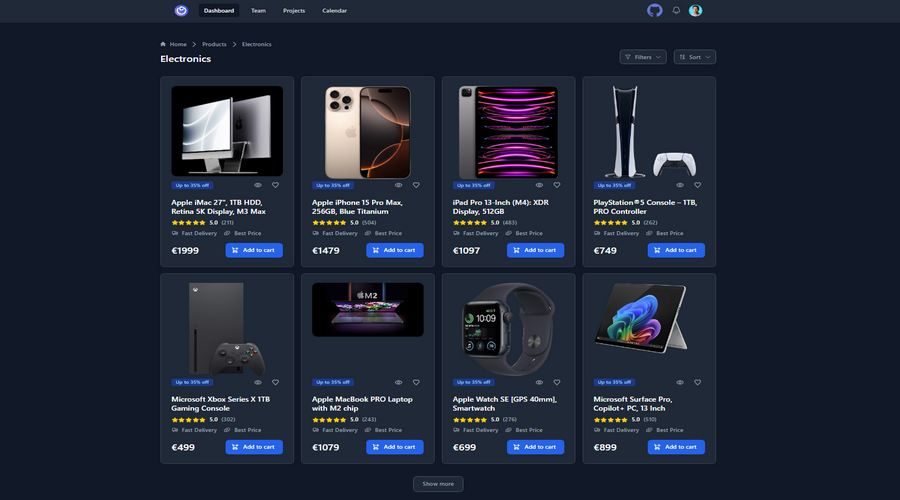 Dashboard Team Projects Calendar
Home Products Electronics
Electronics
Filters Sort
Up to 35% off
Apple iMac 27", 1TB HDD,
Retina 5K Display, M3 Max
5.0 (211)
Fast Delivery Best Price
€1999 Add to cart
Up to 35% off
Apple iPhone 15 Pro Max,
256GB, Blue Titanium
5.0 (504)
Fast Delivery Best Price
€1479 Add to cart
Up to 35% off
iPad Pro 13-Inch (M4): XDR
Display, 512GB
5.0 (483)
Fast Delivery Best Price
€1097 Add to cart
Up to 35% off
PlayStation®5 Console – 1TB,
PRO Controller
5.0 (262)
Fast Delivery Best Price
€749 Add to cart
Up to 35% off
Microsoft Xbox Series X 1TB
Gaming Console
5.0 (302)
Fast Delivery Best Price
€499 Add to cart
M2
Up to 35% off
Apple MacBook PRO Laptop
with M2 chip
5.0 (243)
Fast Delivery Best Price
€1079 Add to cart
10:09
Up to 35% off
Apple Watch SE [GPS 40mm],
Smartwatch
5.0 (276)
Fast Delivery Best Price
€699 Add to cart
Up to 35% off
Microsoft Surface Pro,
Copilot+ PC, 13 Inch
5.0 (510)
Fast Delivery Best Price
€899 Add to cart
Show more